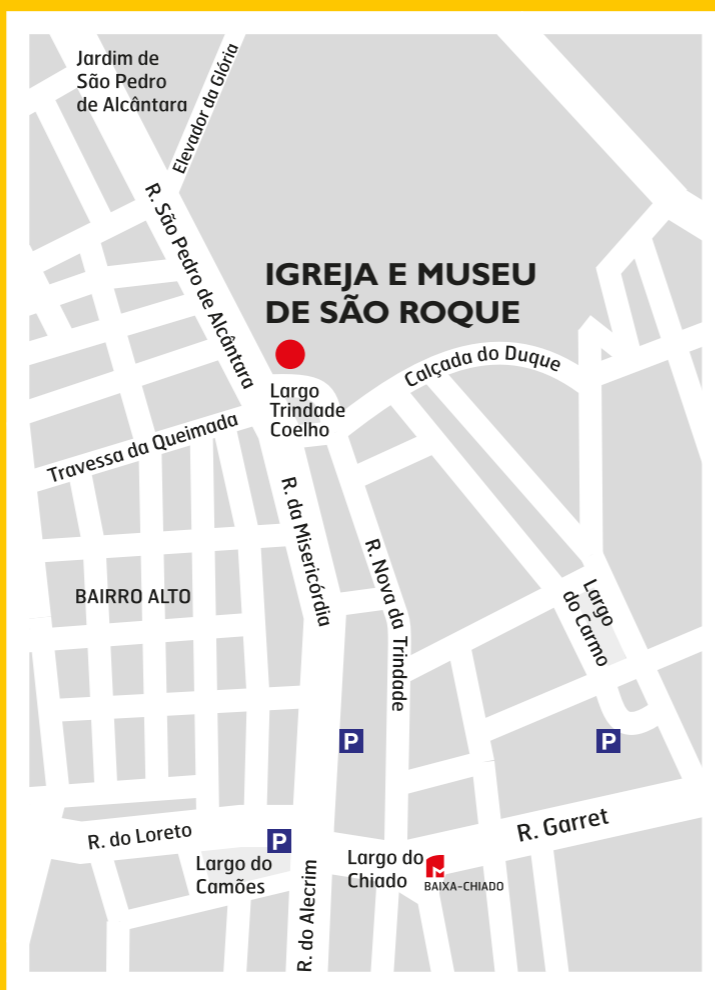 Jardim de
São Pedro
de Alcântara
Elevador da Glória
R. São Pedro de Alcântara
IGREJA E MUSEU
DE SÃO ROQUE
Calçada do Duque
Largo
Trindade
Coelho
Travessa da Queimada
R. da Misericórdia
R. Nova da Trindade
BAIRRO ALTO
Largo
do Carmo
P
P
P
R. do Loreto
R. Garret
Largo do
Camões
Largo do
Chiado
M
BAIXA-CHIADO
R. do Alecrim